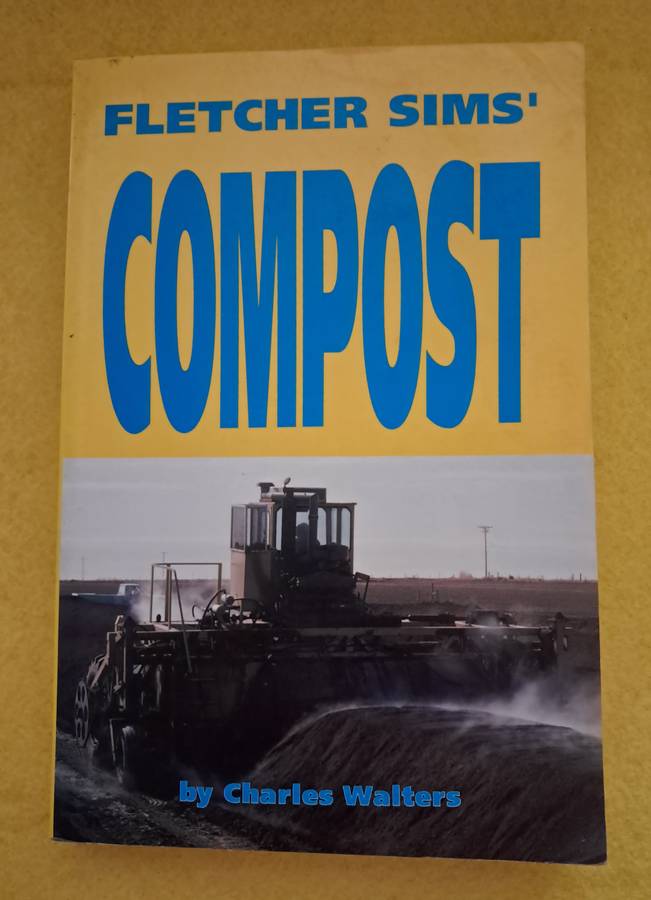 FLETCHER SIMS'
COMPOST
by Charles Walters